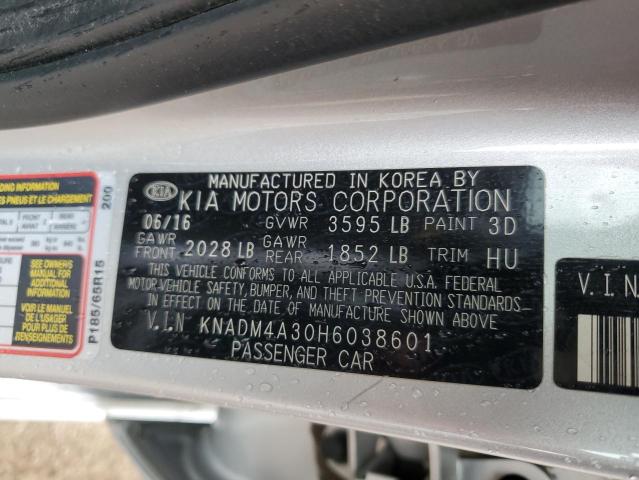 MANUFACTURED IN KOREA BY
KIA KIA MOTORS CORPORATION
06/16 GVWR 3595 LB PAINT 3D
GAWR FRONT 2028 LB GAWR REAR 1852 LB TRIM HU
THIS VEHICLE CONFORMS TO ALL APPLICABLE U.S.A. FEDERAL
MOTOR VEHICLE SAFETY, BUMPER, AND THEFT PREVENTION STANDARDS
IN EFFECT ON THE DATE OF MANUFACTURE SHOWN ABOVE
V.I.N KNADM4A30H6038601
PASSENGER CAR
V.I.N
SEE OWNER'S
MANUAL FOR
ADDITIONAL
INFORMATION
VOIR LE MANUEL
DE L'USAGER
POUR PLUS DE
RENSEIGNEMENTS
P185/65R15
200